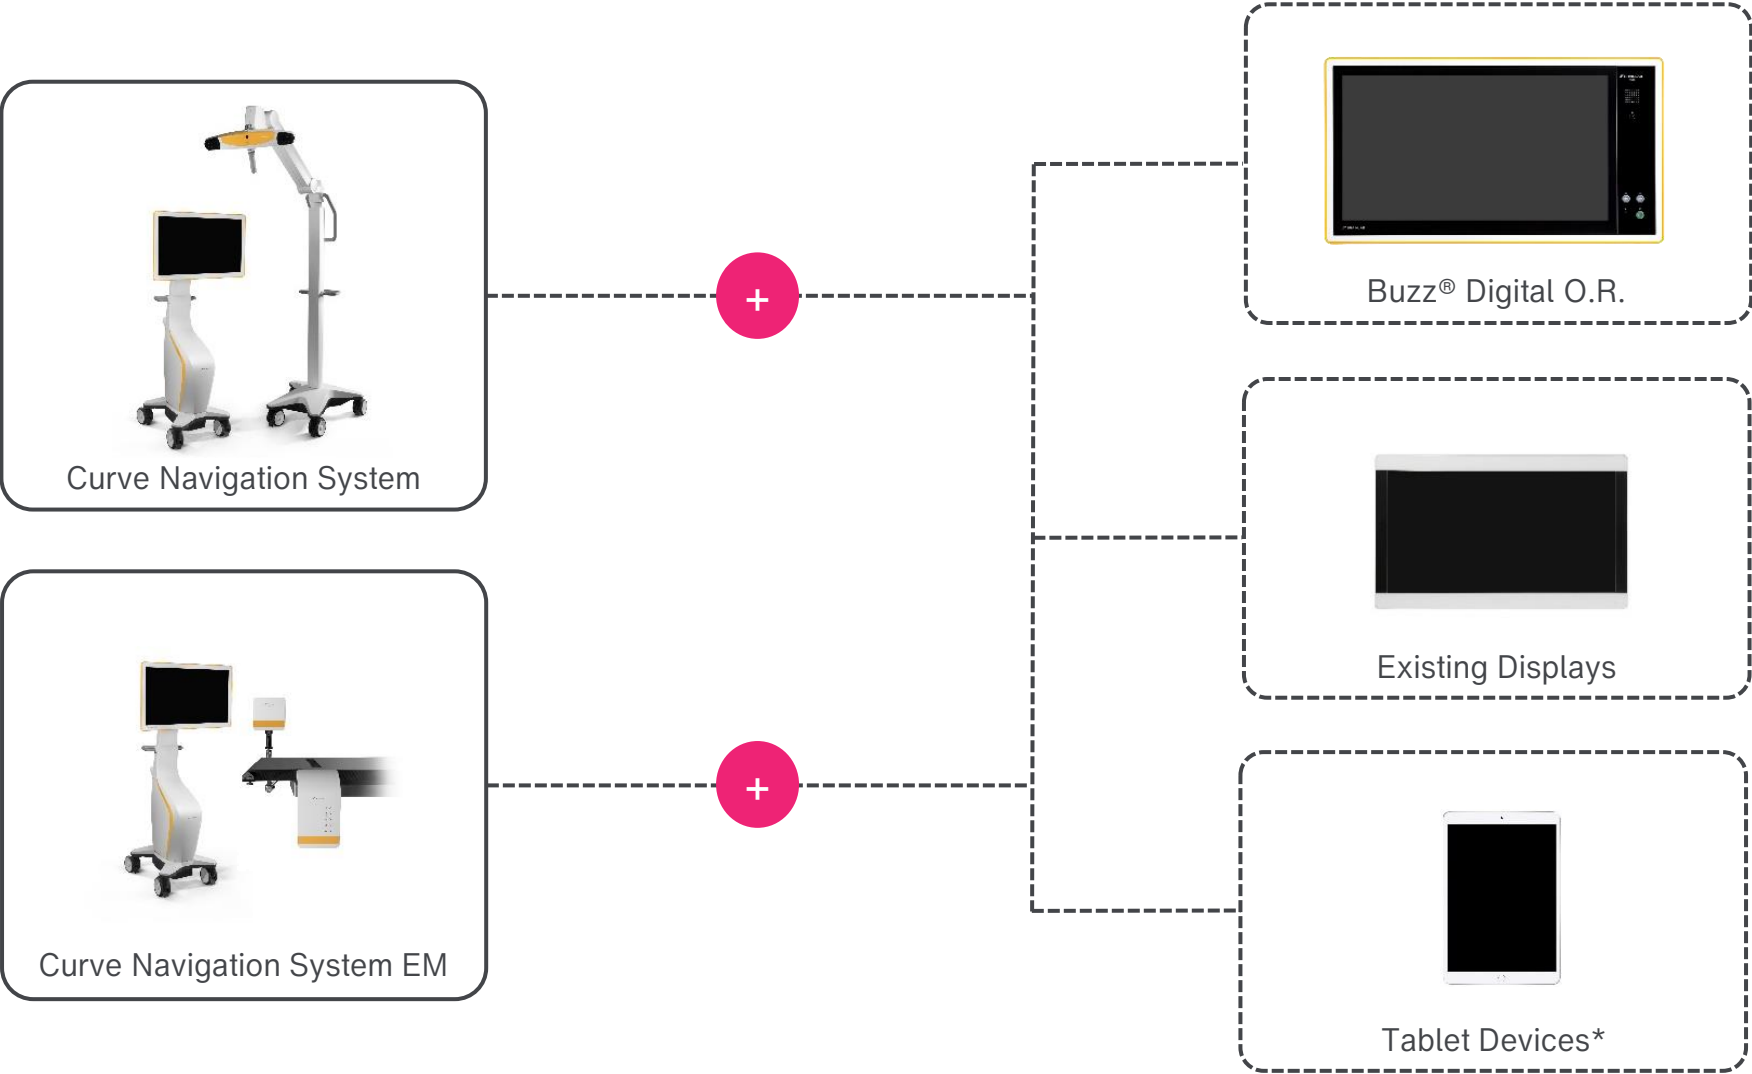 Curve Navigation System
Curve Navigation System EM
+
+
Buzz® Digital O.R.
Existing Displays
Tablet Devices*